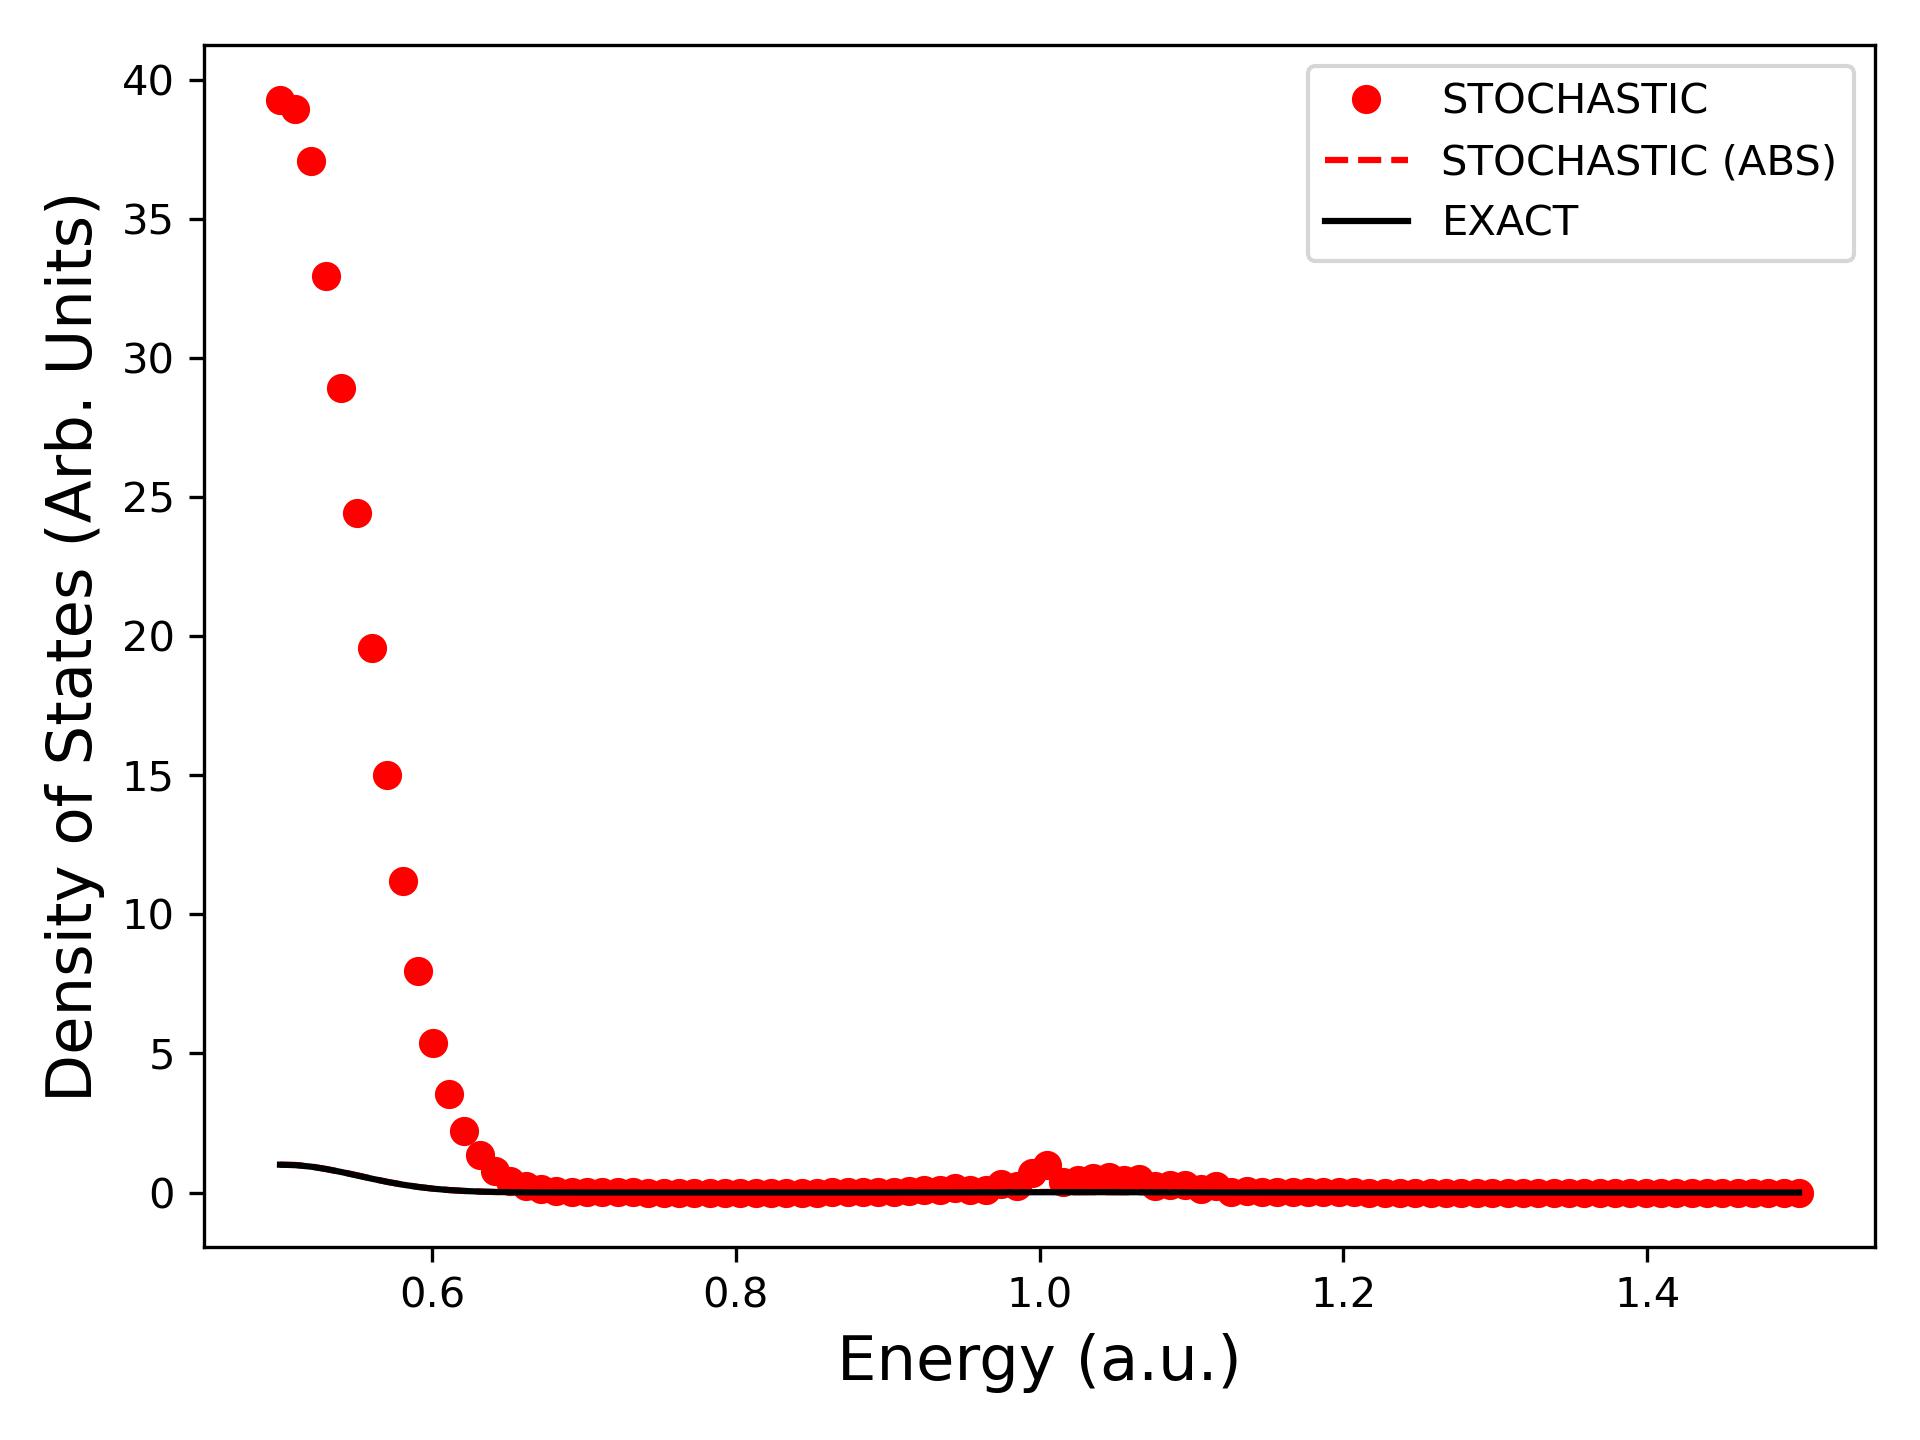 STOCHASTIC
STOCHASTIC (ABS)
EXACT
Density of States (Arb. Units)
40
35
30
25
20
15
10
5
0
0.6 0.8 1.0 1.2 1.4
Energy (a.u.)